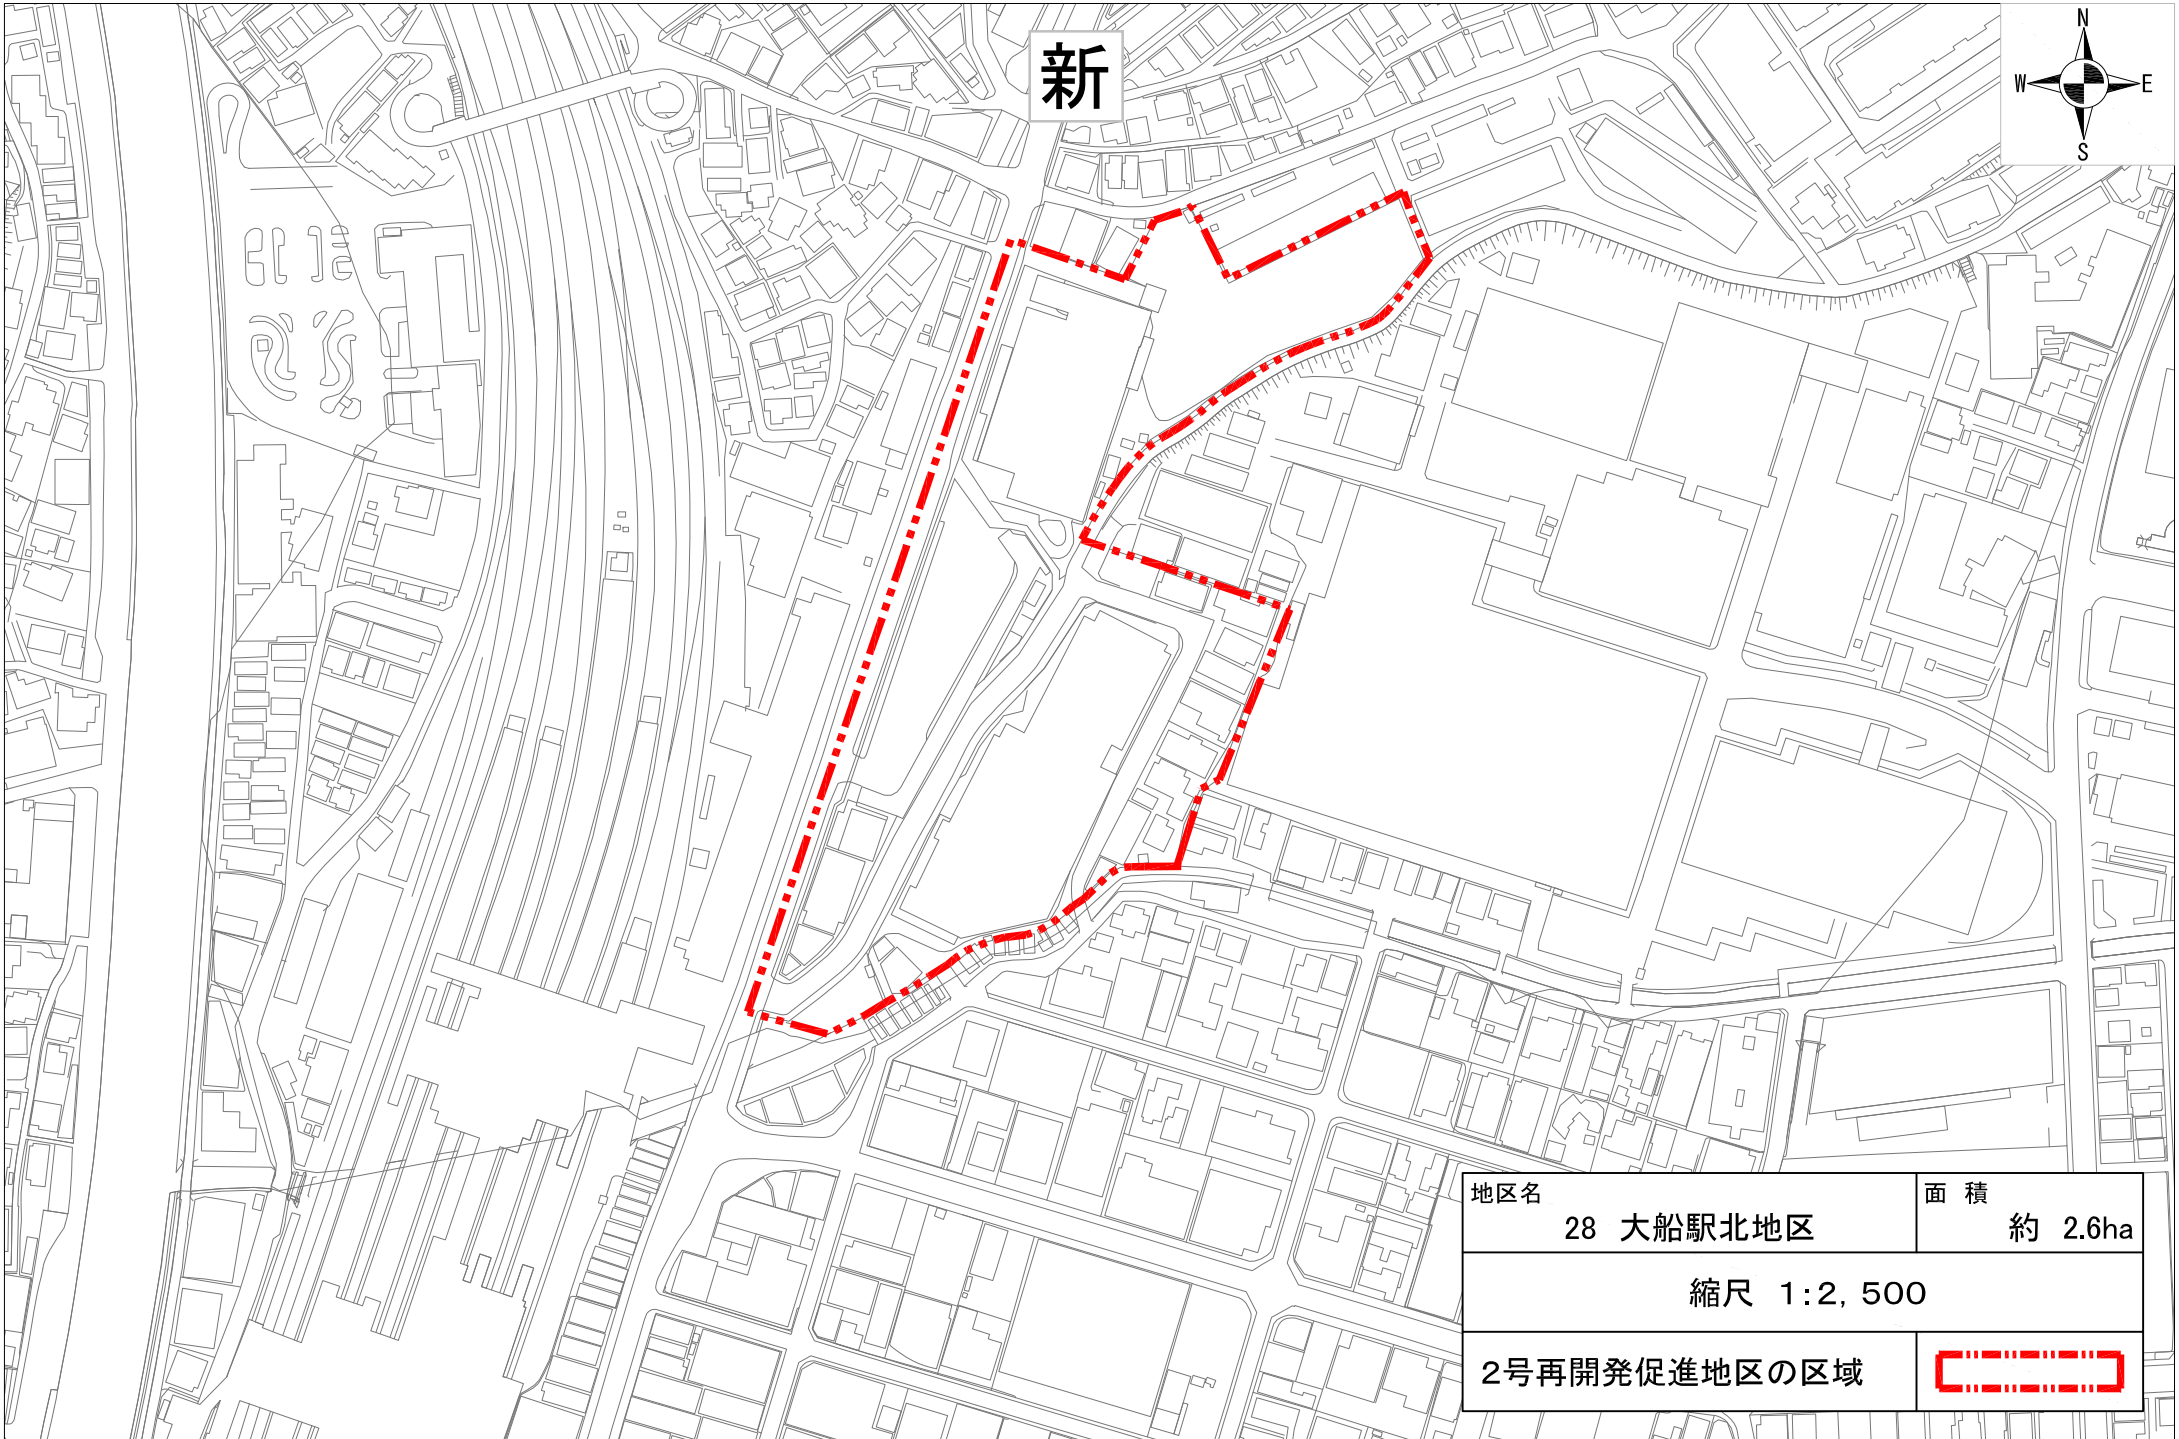 新
N
W E
S
地区名
28 大船駅北地区
面 積
約 2.6ha
縮尺 1:2,500
2号再開発促進地区の区域